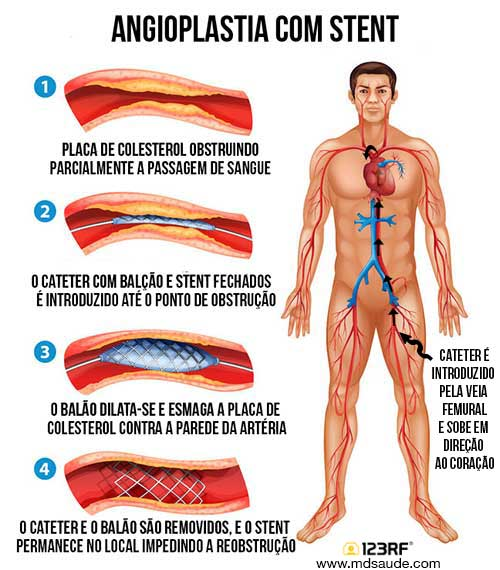 ANGIOPLASTIA COM STENT
1
PLACA DE COLESTEROL OBSTRUINDO
PARCIALMENTE A PASSAGEM DE SANGUE
2
O CATETER COM BALÇÃO E STENT FECHADOS
É INTRODUZIDO ATÉ O PONTO DE OBSTRUÇÃO
3
O BALÃO DILATA-SE E ESMAGA A PLACA DE
COLESTEROL CONTRA A PAREDE DA ARTÉRIA
4
O CATETER E O BALÃO SÃO REMOVIDOS, E O STENT
PERMANECE NO LOCAL IMPEDINDO A REOBSTRUÇÃO
CATETER É
INTRODUZIDO
PELA VEIA
FEMURAL
E SOBE EM
DIREÇÃO
AO CORAÇÃO
123RF®
www.mdsaude.com